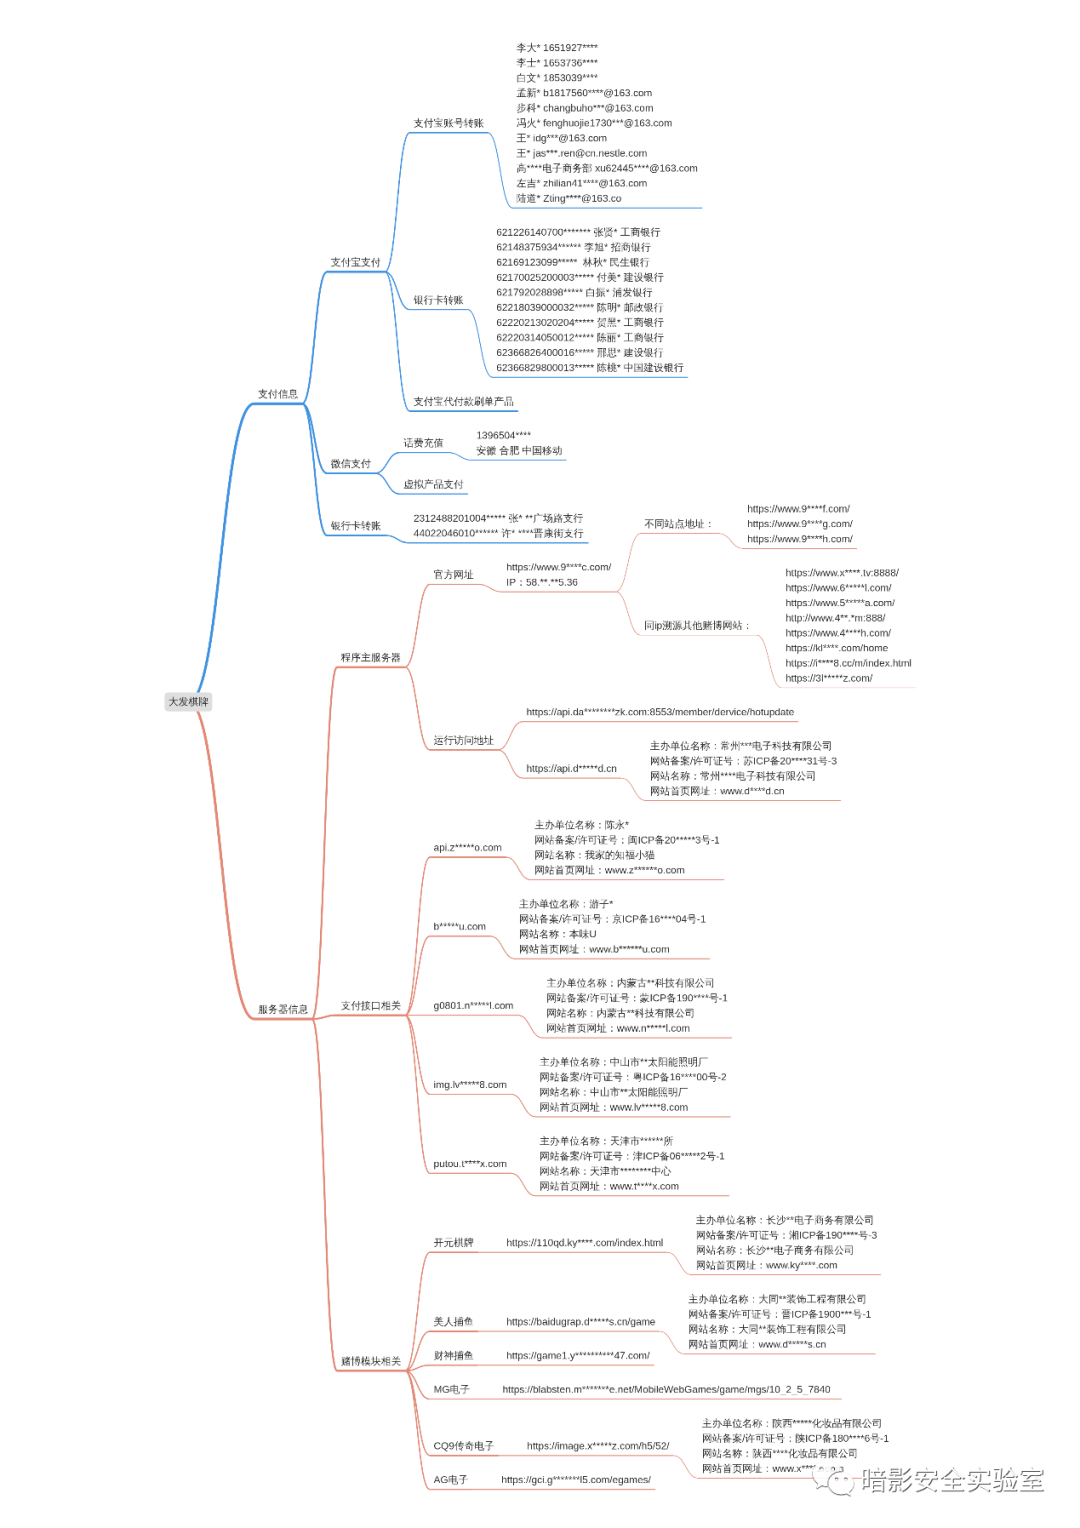 大发棋牌
支付信息
支付宝支付
支付宝账号转账
李大* 1651927****
李士* 1653736****
白文* 1853039****
孟新* b1817560****@163.com
步科* changbuho***@163.com
冯火* fenghuojie1730***@163.com
王* idg***@163.com
王* jas***.ren@cn.nestle.com
高****电子商务部 xu62445****@163.com
左吉* zhilian41****@163.com
陆道* Zting****@163.co
银行卡转账
621226140700******* 张贤* 工商银行
62148375934****** 李旭* 招商银行
62169123099***** 林秋* 民生银行
62170025200003***** 付美* 建设银行
621792028898***** 白振* 浦发银行
62218039000032***** 陈明* 邮政银行
62220213020204***** 贺黑* 工商银行
62220314050012***** 陈丽* 工商银行
62366826400016***** 邢思* 建设银行
62366829800013***** 陈桃* 中国建设银行
支付宝代付款刷单产品
微信支付
话费充值
1396504****
安徽 合肥 中国移动
虚拟产品支付
银行卡转账
2312488201004***** 张* **广场路支行
44022046010****** 许* ****晋康街支行
服务器信息
程序主服务器
官方网址
https://www.9****c.com/
IP：58.**.**5.36
不同站点地址：
https://www.9****f.com/
https://www.9****g.com/
https://www.9****h.com/
问ip溯源其他赌博网站：
https://www.x****.tv:8888/
https://www.6*****l.com/
https://www.5*****a.com/
http://www.4**.*m:888/
https://www.4****h.com/
https://kl****.com/home
https://i****8.cc/m/index.html
https://3l*****z.com/
运行访问地址
https://api.da********zk.com:8553/member/dervice/hotupdate
https://api.d*****d.cn
主办单位名称：常州***电子科技有限公司
网站备案/许可证号：苏ICP备20****31号-3
网站名称：常州****电子科技有限公司
网站首页网址：www.d****d.cn
支付接口相关
api.z*****o.com
主办单位名称：陈永*
网站备案/许可证号：闽ICP备20*****3号-1
网站名称：我家的知福小猫
网站首页网址：www.z******o.com
b*****u.com
主办单位名称：游子*
网站备案/许可证号：京ICP备16****04号-1
网站名称：本味U
网站首页网址：www.b******u.com
g0801.n*****l.com
主办单位名称：内蒙古**科技有限公司
网站备案/许可证号：蒙ICP备190****号-1
网站名称：内蒙古**科技有限公司
网站首页网址：www.n*****l.com
img.lv*****8.com
主办单位名称：中山市**太阳能照明厂
网站备案/许可证号：粤ICP备16****00号-2
网站名称：中山市**太阳能照明厂
网站首页网址：www.lv*****8.com
putou.t****x.com
主办单位名称：天津市******所
网站备案/许可证号：津ICP备06*****2号-1
网站名称：天津市********中心
网站首页网址：www.t****x.com
赌博模块相关
开元棋牌
https://110qd.ky****.com/index.html
主办单位名称：长沙**电子商务有限公司
网站备案/许可证号：湘ICP备190****号-3
网站名称：长沙**电子商务有限公司
网站首页网址：www.ky****.com
美人捕鱼
https://baidugrap.d*****s.cn/game
主办单位名称：大同**装饰工程有限公司
网站备案/许可证号：晋ICP备1900***号-1
网站名称：大同**装饰工程有限公司
网站首页网址：www.d*****s.cn
财神捕鱼
https://game1.y**********47.com/
MG电子
https://blabsten.m*******e.net/MobileWebGames/game/mgs/10_2_5_7840
CQ9传奇电子
https://image.x*****z.com/h5/52/
主办单位名称：陕西*****化妆品有限公司
网站备案/许可证号：陕ICP备180****6号-1
网站名称：陕西****化妆品有限公司
网站首页网址：
AG电子
https://gci.g*******l5.com/egames/
暗影安全实验室